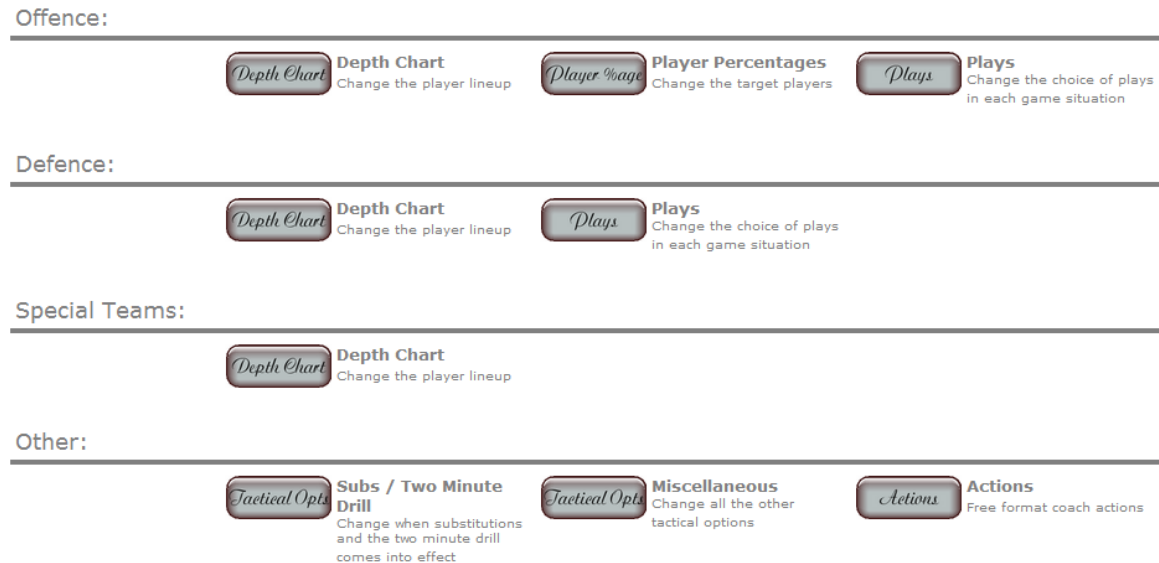 Offence:
Depth Chart
Depth Chart
Change the player lineup
Player %age
Player Percentages
Change the target players
Plays
Plays
Change the choice of plays
in each game situation
Defence:
Depth Chart
Depth Chart
Change the player lineup
Plays
Plays
Change the choice of plays
in each game situation
Special Teams:
Depth Chart
Depth Chart
Change the player lineup
Other:
Tactical Opts
Subs / Two Minute
Drill
Change when substitutions
and the two minute drill
comes into effect
Tactical Opts
Miscellaneous
Change all the other
tactical options
Actions
Actions
Free format coach actions